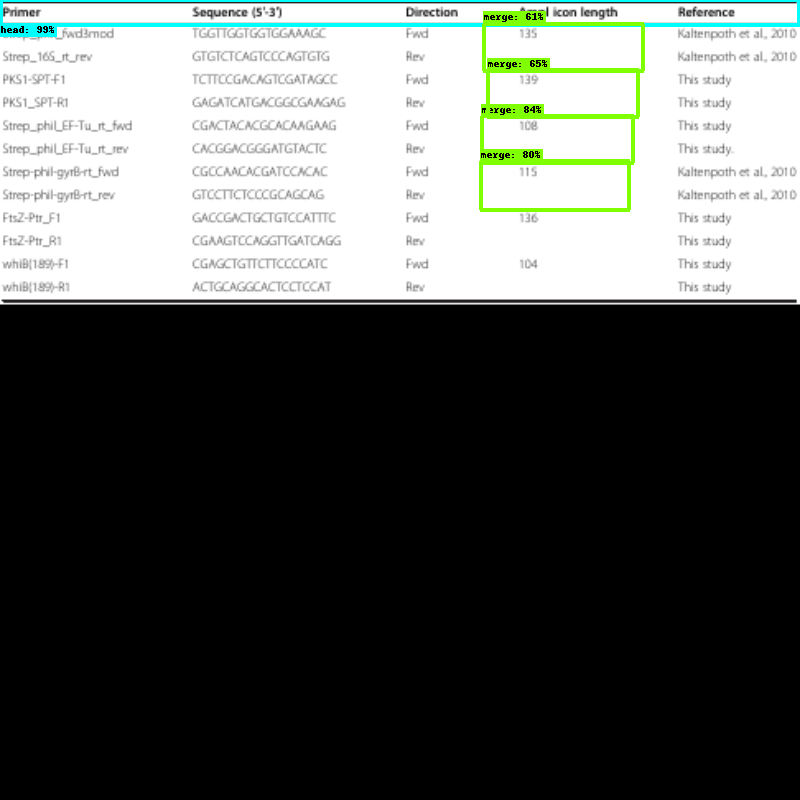 Primer Sequence (5'-3') Direction icon length Reference
merge: 61%
head: 99%
fwd3mod TGGTTGGTGGTGGAAAGC Fwd 135 Kaltenpoth et al., 2010
Strep_16S_rt_rev GTGTCTCAGTCCCAGTGTG Rev Kaltenpoth et al., 2010
merge: 65%
PKS1-SPT-F1 TCTTCCGACAGTCGATAGCC Fwd 139 This study
PKS1_SPT-R1 GAGATCATGACGGCGAAGAG Rev This study
merge: 84%
Strep_phil_EF-Tu_rt_fwd CGACTACACGCACAAGAAG Fwd 108 This study
Strep_phil_EF-Tu_rt_rev CACGGACGGGATGTACTC Rev This study.
merge: 80%
Strep-phil-gyrB-rt_fwd CGCCAACACGATCCACAC Fwd 115 Kaltenpoth et al., 2010
Strep-phil-gyrB-rt_rev GTCCTTCTCCCGCAGCAG Rev Kaltenpoth et al., 2010
FtsZ-Ptr_F1 GACCGACTGCTGTCCATTTC Fwd 136 This study
FtsZ-Ptr_R1 CGAAGTCCAGGTTGATCAGG Rev This study
whiB(189)-F1 CGAGCTGTTCTTCCCCATC Fwd 104 This study
whiB(189)-R1 ACTGCAGGCACTCCTCCAT Rev This study